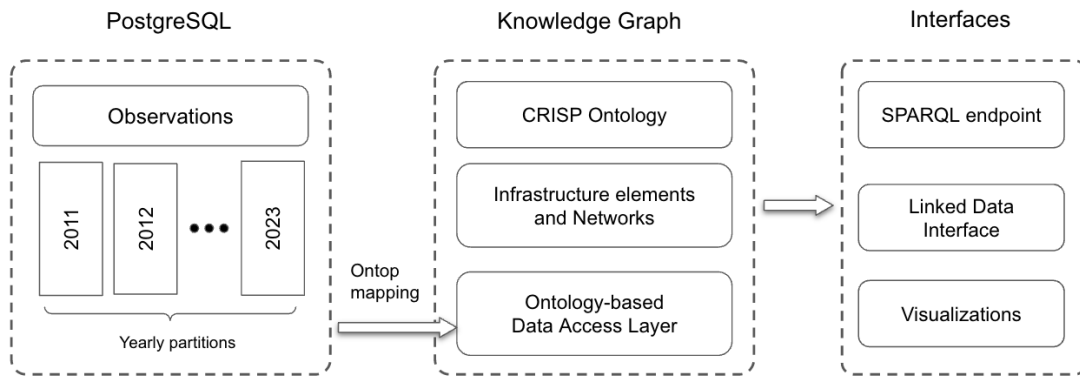 PostgreSQL
Observations
2011
2012
2023
Yearly partitions
Ontop
mapping
Knowledge Graph
CRISP Ontology
Infrastructure elements
and Networks
Ontology-based
Data Access Layer
Interfaces
SPARQL endpoint
Linked Data
Interface
Visualizations